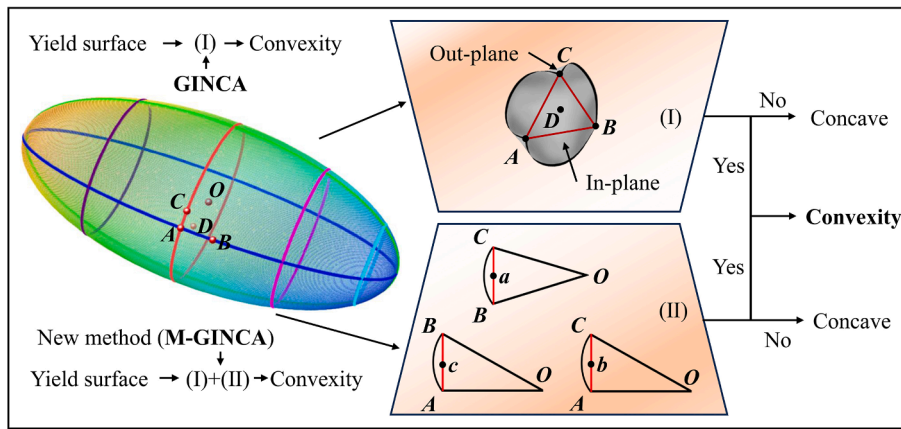 Yield surface → (I) → Convexity
GINCA
O
C
A
D
B
New method (M-GINCA)
Yield surface → (I)+(II) → Convexity
Out-plane
C
D
B
A
In-plane
(I)
C
a
O
B
(II)
B
c
O
A
C
b
O
A
No
Concave
Yes
Convexity
Yes
No
Concave